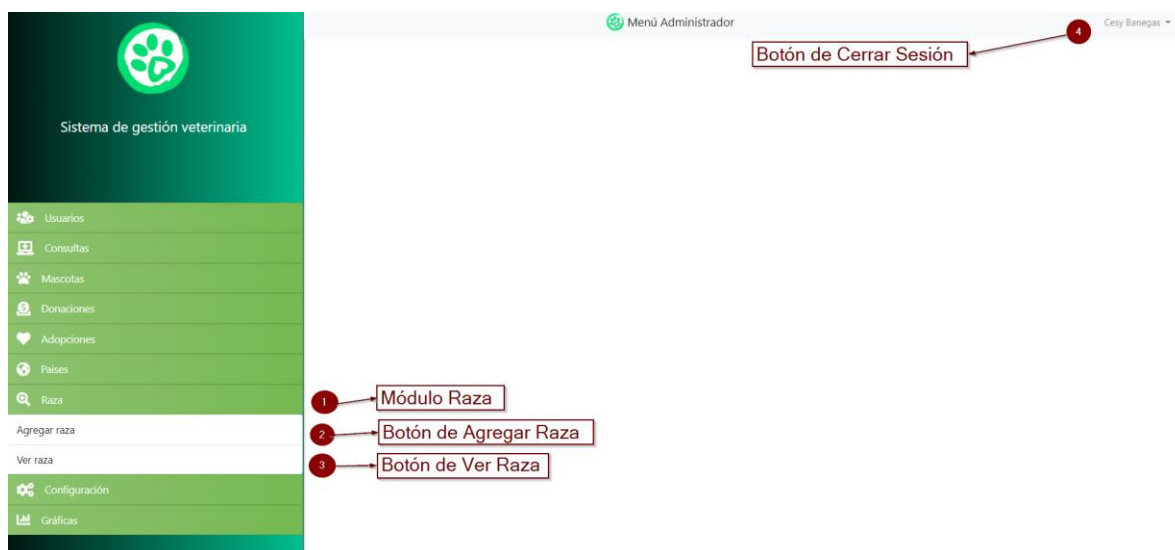 Menú Administrador
4
Cesy Banegas
Botón de Cerrar Sesión
Sistema de gestión veterinaria
Usuarios
Consultas
Mascotas
Donaciones
Adopciones
Paises
Raza
1
Módulo Raza
Agregar raza
2
Botón de Agregar Raza
Ver raza
3
Botón de Ver Raza
Configuración
Gráficas